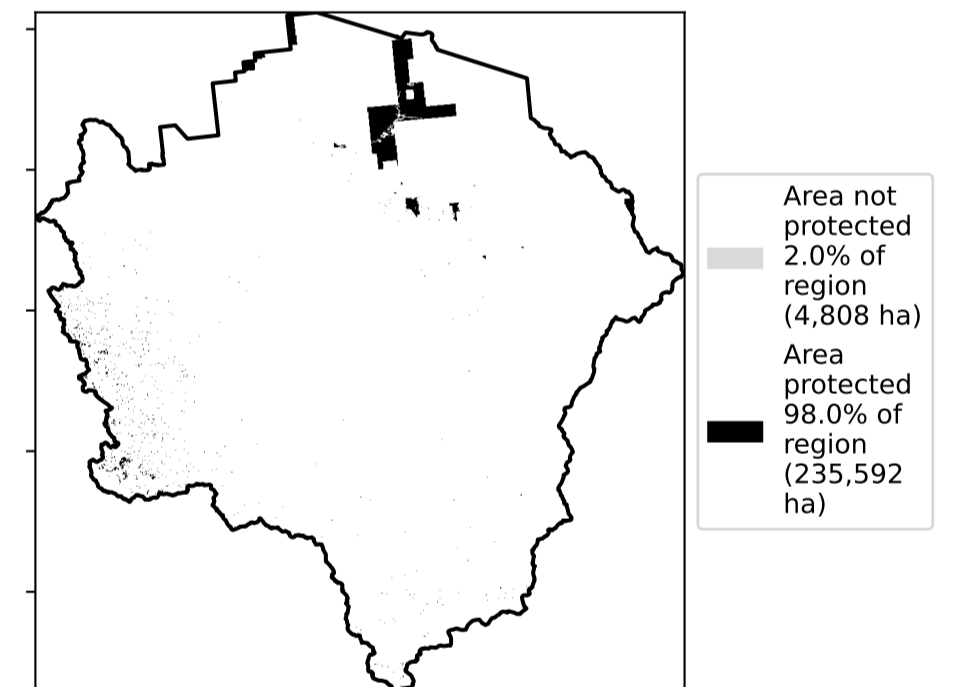 Area not
protected
2.0% of
region
(4,808 ha)
Area
protected
98.0% of
region
(235,592
ha)